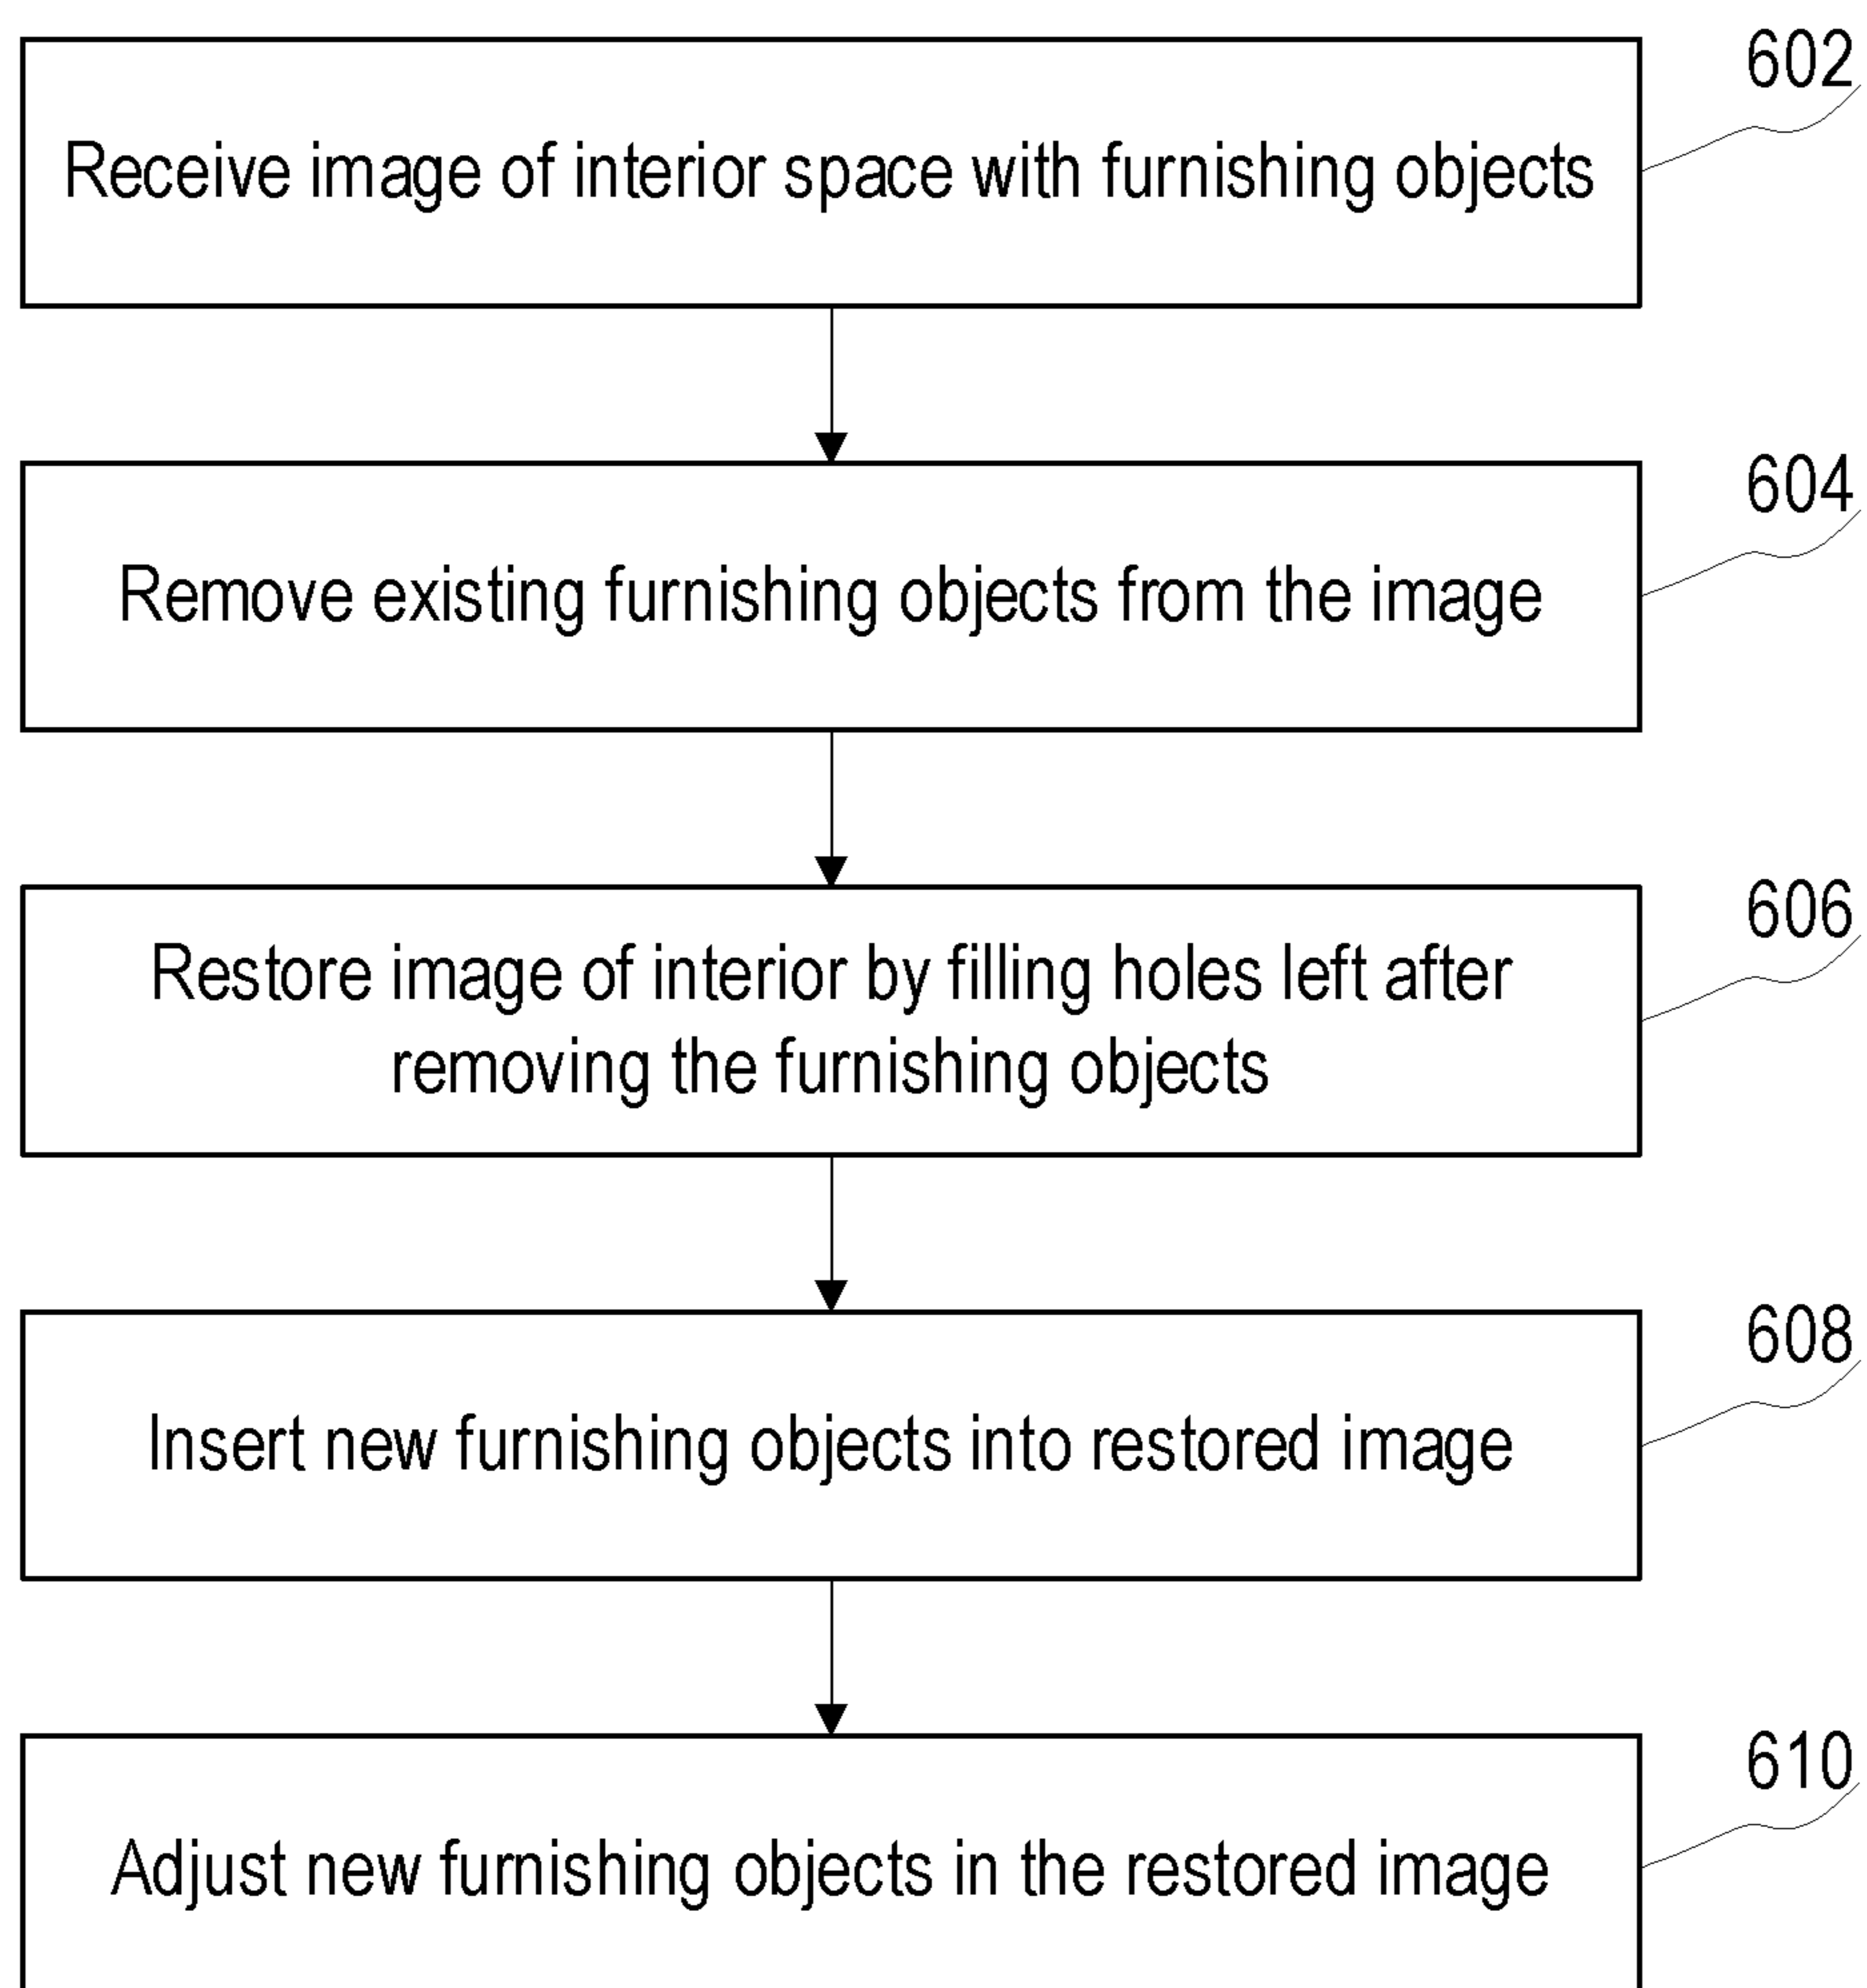 602
Receive image of interior space with furnishing objects
604
Remove existing furnishing objects from the image
606
Restore image of interior by filling holes left after
removing the furnishing objects
608
Insert new furnishing objects into restored image
610
Adjust new furnishing objects in the restored image